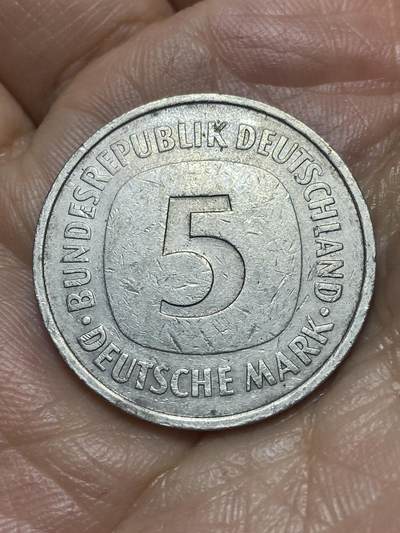 BUNDESREPUBLIK DEUTSCHLAND
5
· DEUTSCHE MARK ·